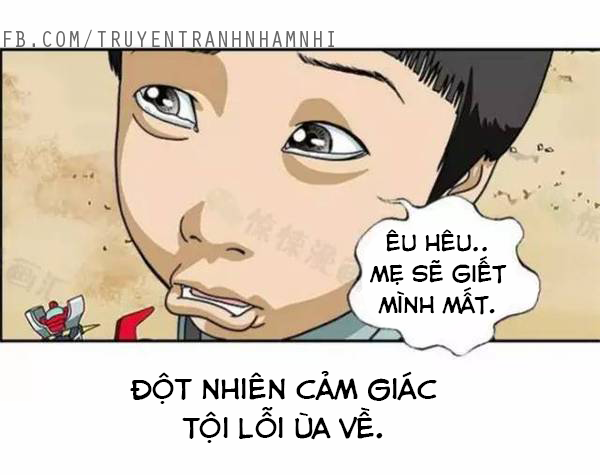 FB.COM/TRUYENTRANHNHAMNHI
ÊU HÊU..
MẸ SẼ GIẾT
MÌNH MẤT.
ĐỘT NHIÊN CẢM GIÁC
TỘI LỖI ÙA VỀ.